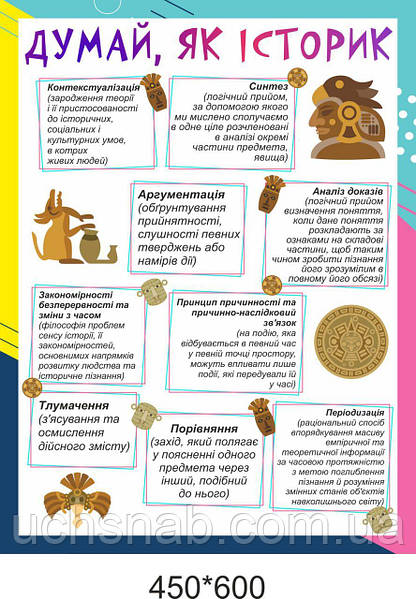 ДУМАЙ, ЯК ІСТОРИК
Контекстуалізація
(зародження теорії
і її пристосованості
до історичних,
соціальних і
культурних умов,
в котрих
живих людей)
Синтез
(логічний прийом,
за допомогою якого
ми мислено сполучаємо
в одне ціле розчленовані
в аналізі окремі
частини предмета,
явища)
Аргументація
(обґрунтування
прийнятності,
слушності певних
тверджень або
намірів дії)
Аналіз доказів
(логічний прийом
визначення поняття,
коли дане поняття
розкладають за
ознаками на складові
частини, щоб таким
чином зробити пізнання
його зрозумілим в
повному його обсязі)
Закономірності
безперервності та
зміни з часом
(філософія проблем
сенсу історії, її
закономірностей,
основнимих напрямків
розвитку людства та
історичне пізнання)
Принцип причинності та
причинно-наслідковий
зв'язок
(на подію, яка
відбувається в певний час
у певній точці простору,
можуть впливати лише
події, які передували їй
у часі)
Тлумачення
(з'ясування та
осмислення
дійсного змісту)
Порівняння
(захід, який полягає
у поясненні одного
предмета через
інший, подібний
до нього)
Періодизація
(раціональний спосіб
впорядкування масиву
емпіричної та
теоретичної інформації
за часовою протяжністю
з метою поглиблення
пізнання й розуміння
змінних станів об'єктів
навколишнього світу)
uchsnab.com.ua
450*600